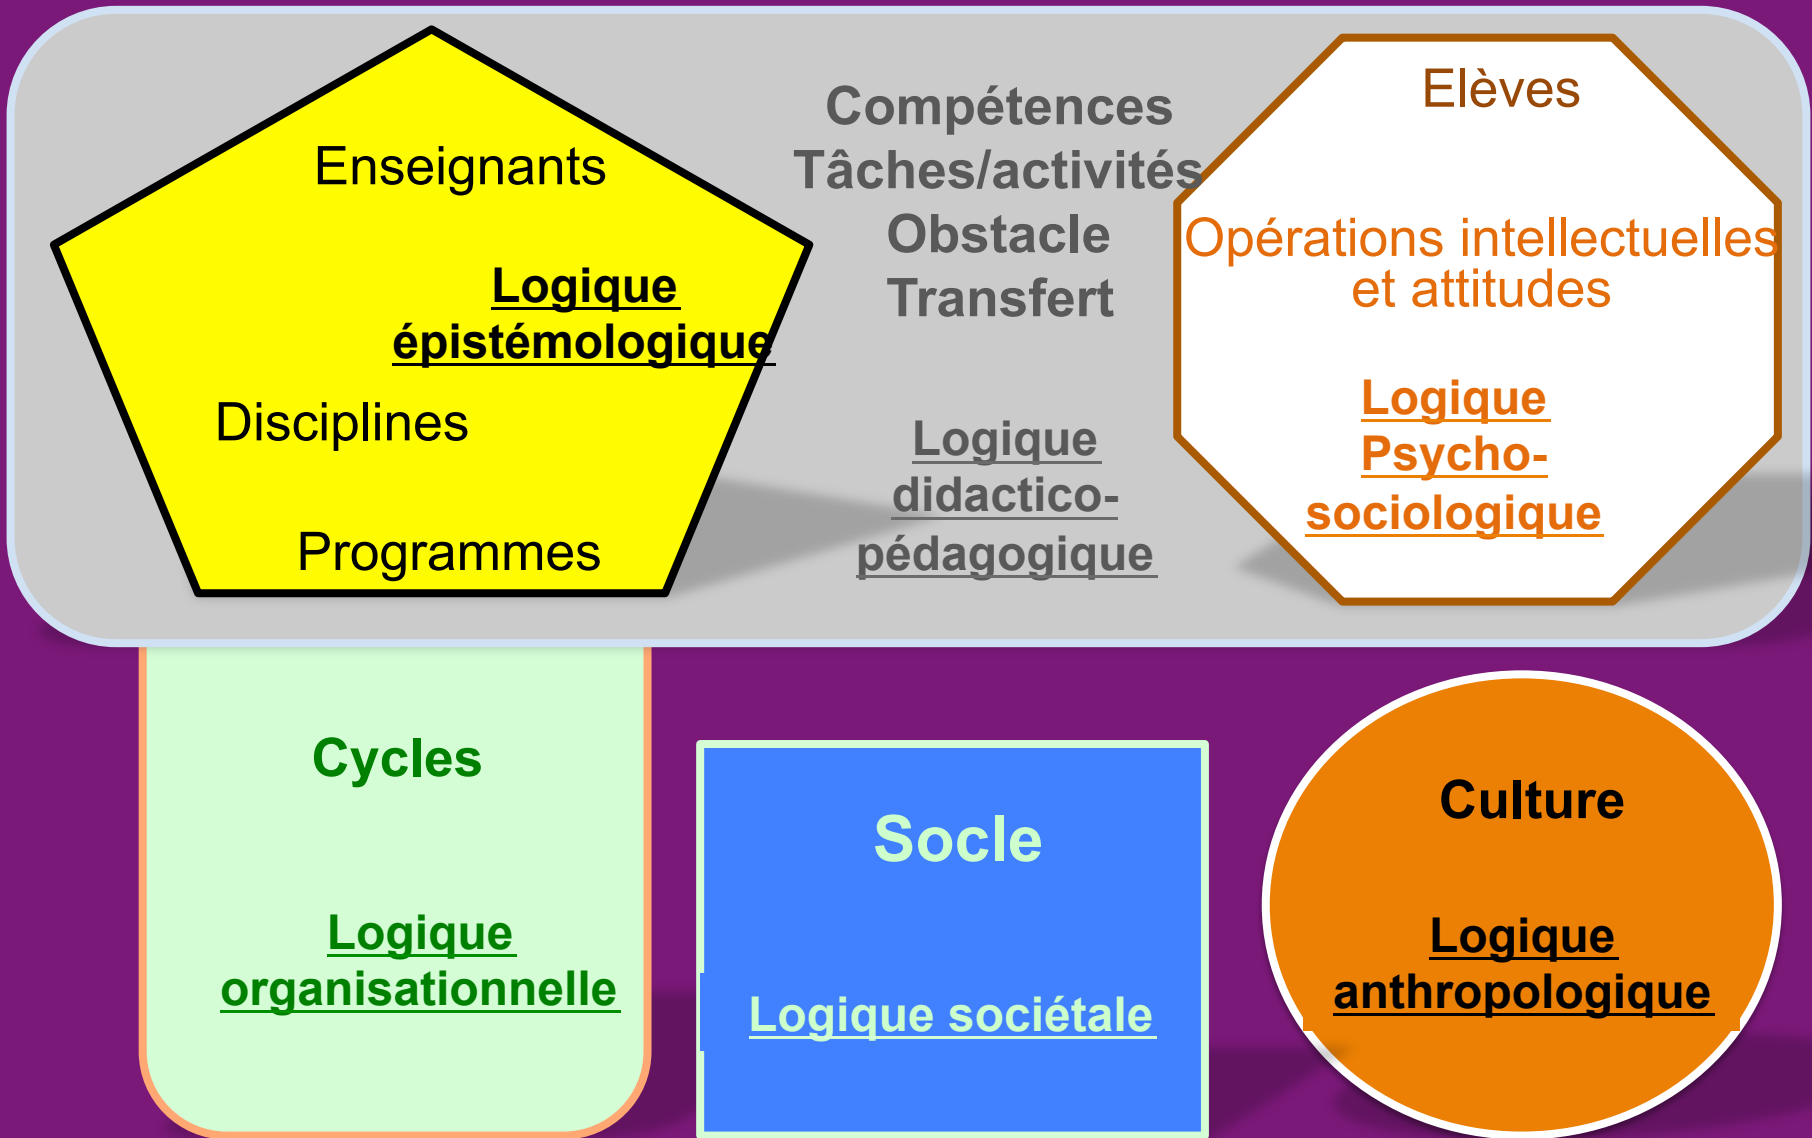 Enseignants
Logique
épistémologique
Disciplines
Programmes
Compétences
Tâches/activités
Obstacle
Transfert
Logique
didactico-
pédagogique
Elèves
Opérations intellectuelles
et attitudes
Logique
Psycho-
sociologique
Cycles
Logique
organisationnelle
Socle
Logique sociétale
Culture
Logique
anthropologique